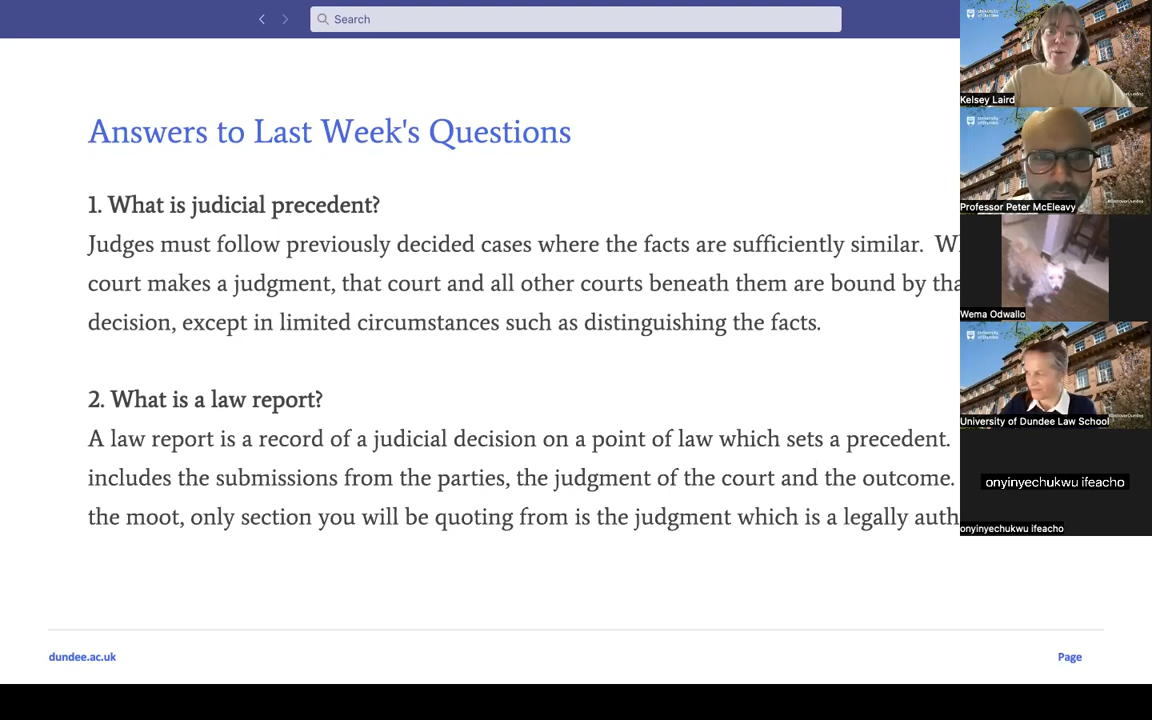 Search
Answers to Last Week's Questions
1. What is judicial precedent?
Judges must follow previously decided cases where the facts are sufficiently similar.
court makes a judgment, that court and all other courts beneath them are bound by
decision, except in limited circumstances such as distinguishing the facts.
2. What is a law report?
A law report is a record of a judicial decision on a point of law which sets a precedent.
includes the submissions from the parties, the judgment of the court and the outcome.
the moot, only section you will be quoting from is the judgment which is a legally
dundee.ac.uk
Page
Kelsey Laird
Professor Peter McEleavy
Wema Odwallo
University of Dundee Law School
onyinyechukwu ifeacho
onyinyechukwu ifeacho